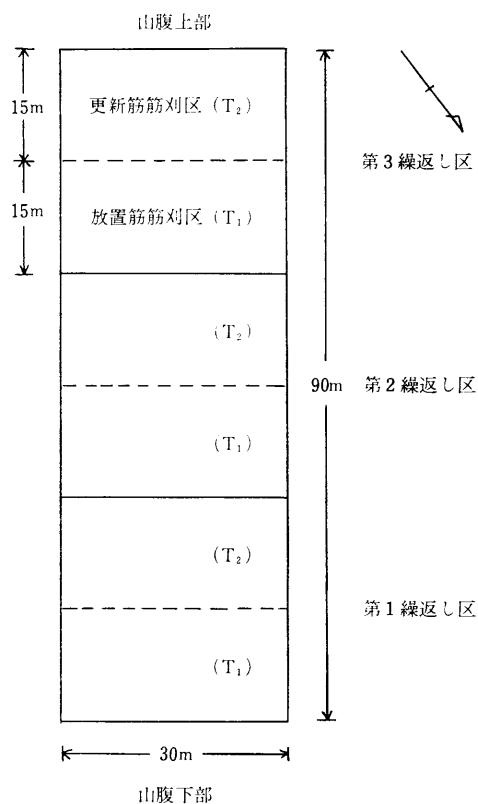 山腹上部
15m
更新筋筋刈区（T₂）
第3繰返し区
15m
放置筋筋刈区（T₁）
（T₂）
90m
第2繰返し区
（T₁）
（T₂）
第1繰返し区
（T₁）
30m
山腹下部